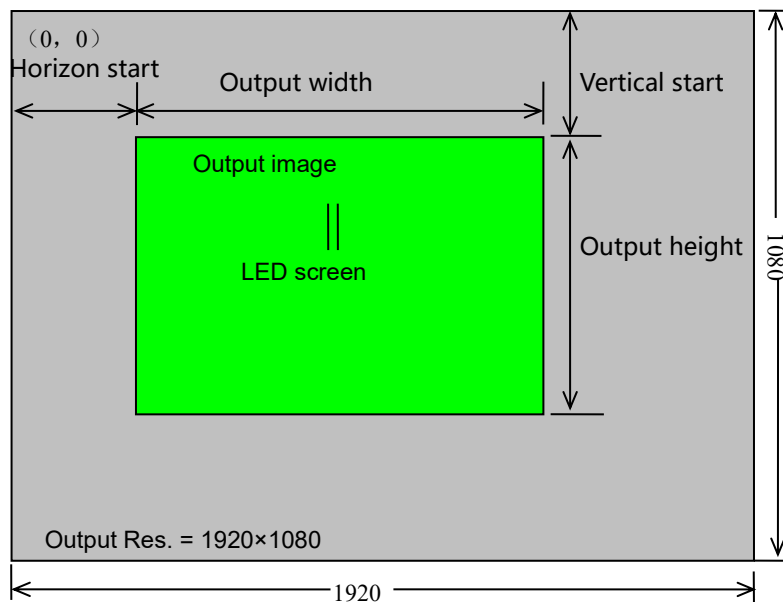 （0，0）
Horizon start
Output width
Vertical start
Output image
LED screen
Output height
1080
Output Res. = 1920×1080
1920